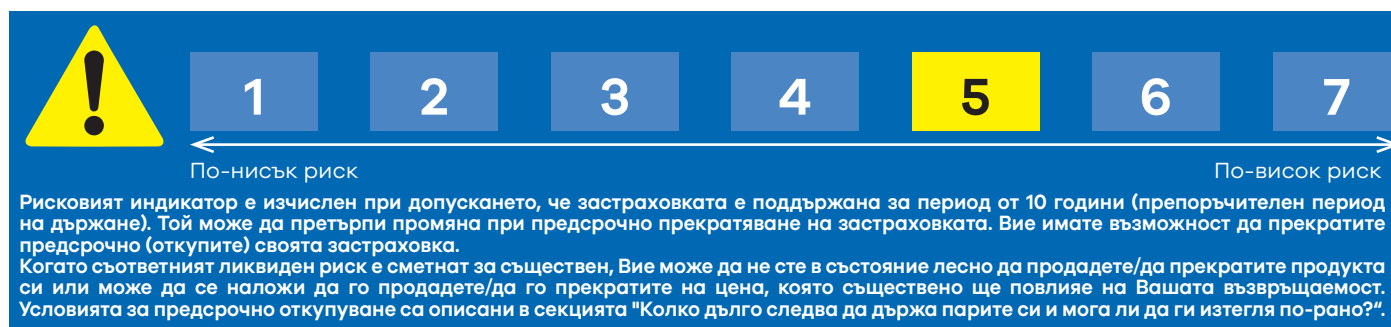 !
1 2 3 4 5 6 7
По-нисък риск По-висок риск
Рисковият индикатор е изчислен при допускането, че застраховката е поддържана за период от 10 години (препоръчителен период
на държане). Той може да претърпи промяна при предсрочно прекратяване на застраховката. Вие имате възможност да прекратите
предсрочно (откупите) своята застраховка.
Когато съответният ликвиден риск е сметнат за съществен, Вие може да не сте в състояние лесно да продадете/да прекратите продукта
си или може да се наложи да го продадете/да го прекратите на цена, която съществено ще повлияе на Вашата възвръщаемост.
Условията за предсрочно откупуване са описани в секцията "Колко дълго следва да държа парите си и мога ли да ги изтегля по-рано?“.